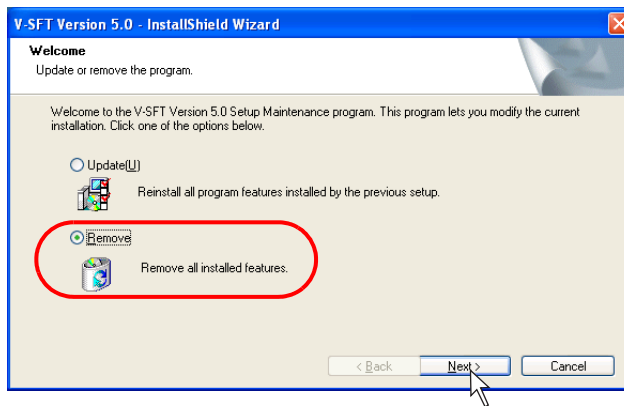 V-SFT Version 5.0 - InstallShield Wizard
Welcome
Update or remove the program.
Welcome to the V-SFT Version 5.0 Setup Maintenance program. This program lets you modify the current
installation. Click one of the options below.
Update(U)
Reinstall all program features installed by the previous setup.
Remove
Remove all installed features.
< Back
Next >
Cancel